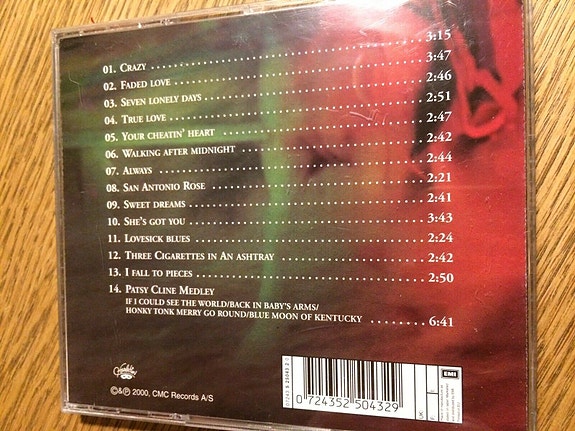 01. CRAZY 3:15
02. FADED LOVE 3:47
03. SEVEN LONELY DAYS 2:46
04. TRUE LOVE 2:51
05. YOUR CHEATIN' HEART 2:47
06. WALKING AFTER MIDNIGHT 2:42
07. ALWAYS 2:44
08. SAN ANTONIO ROSE 2:21
09. SWEET DREAMS 2:41
10. SHE'S GOT YOU 3:43
11. LOVESICK BLUES 2:24
12. THREE CIGARETTES IN AN ASHTRAY 2:42
13. I FALL TO PIECES 2:50
14. PATSY CLINE MEDLEY
IF I COULD SEE THE WORLD/BACK IN BABY'S ARMS/
HONKY TONK MERRY GO ROUND/BLUE MOON OF KENTUCKY 6:41
©&℗ 2000, CMC Records A/S
0 724352 504329
EMI
UK: